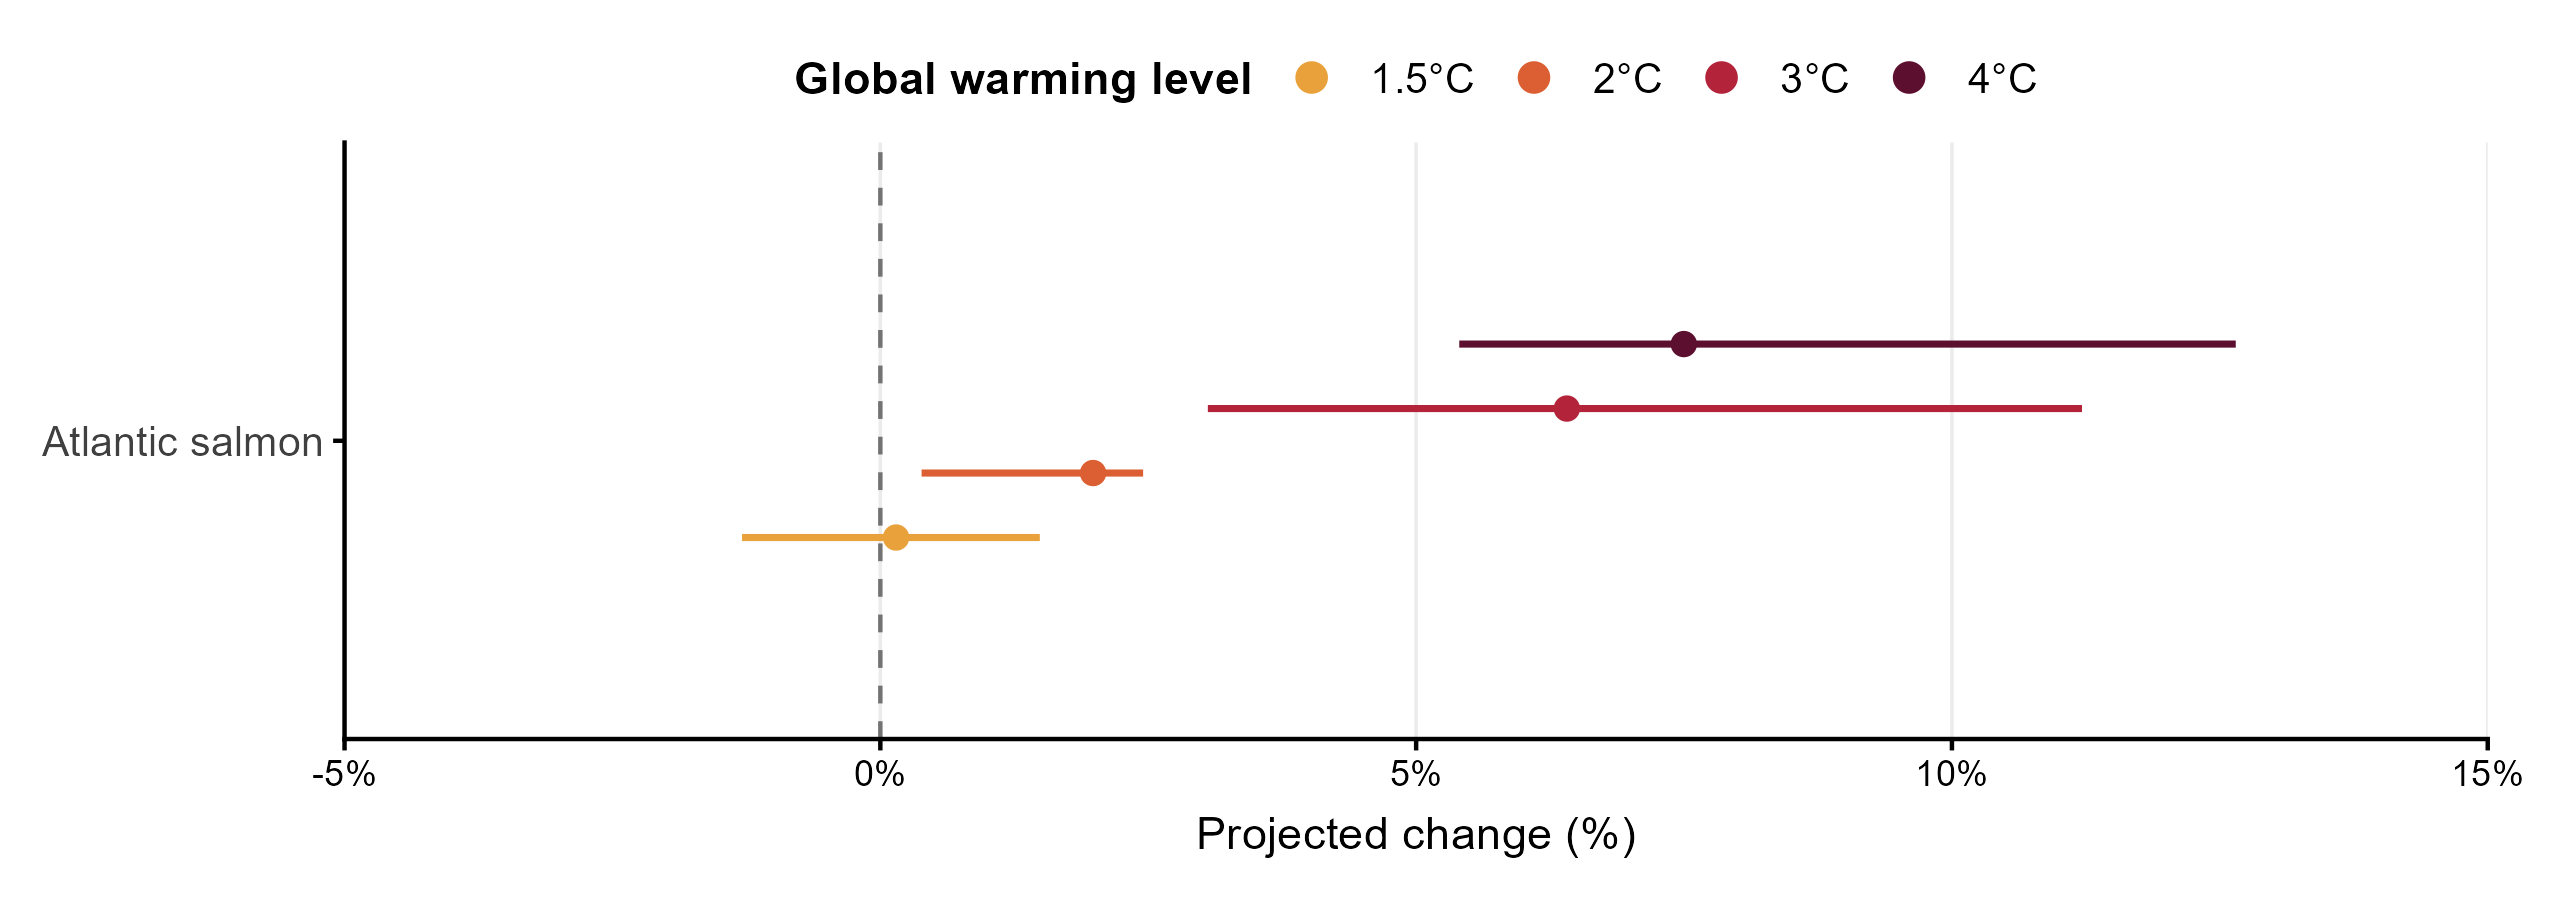 Global warming level 1.5°C 2°C 3°C 4°C
Atlantic salmon
-5% 0% 5% 10% 15%
Projected change (%)